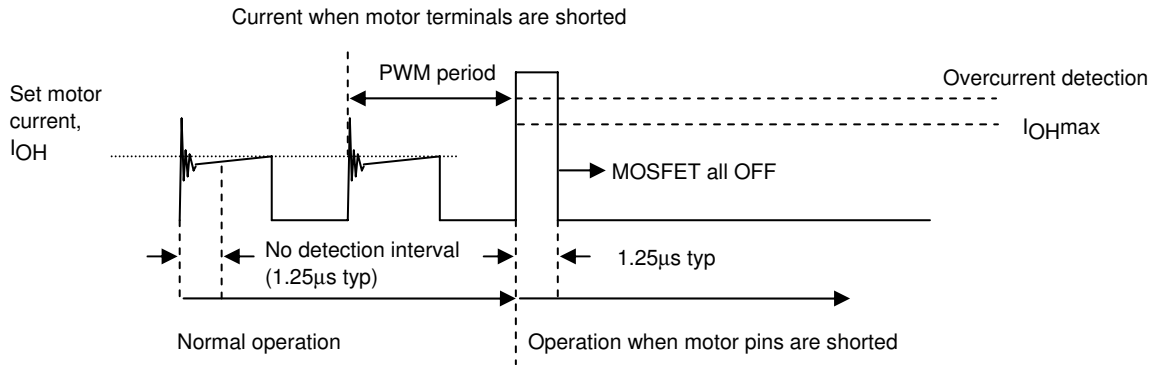 Current when motor terminals are shorted
PWM period
Overcurrent detection
Set motor
current,
IOH
IOHmax
MOSFET all OFF
No detection interval
(1.25μs typ)
1.25μs typ
Normal operation
Operation when motor pins are shorted